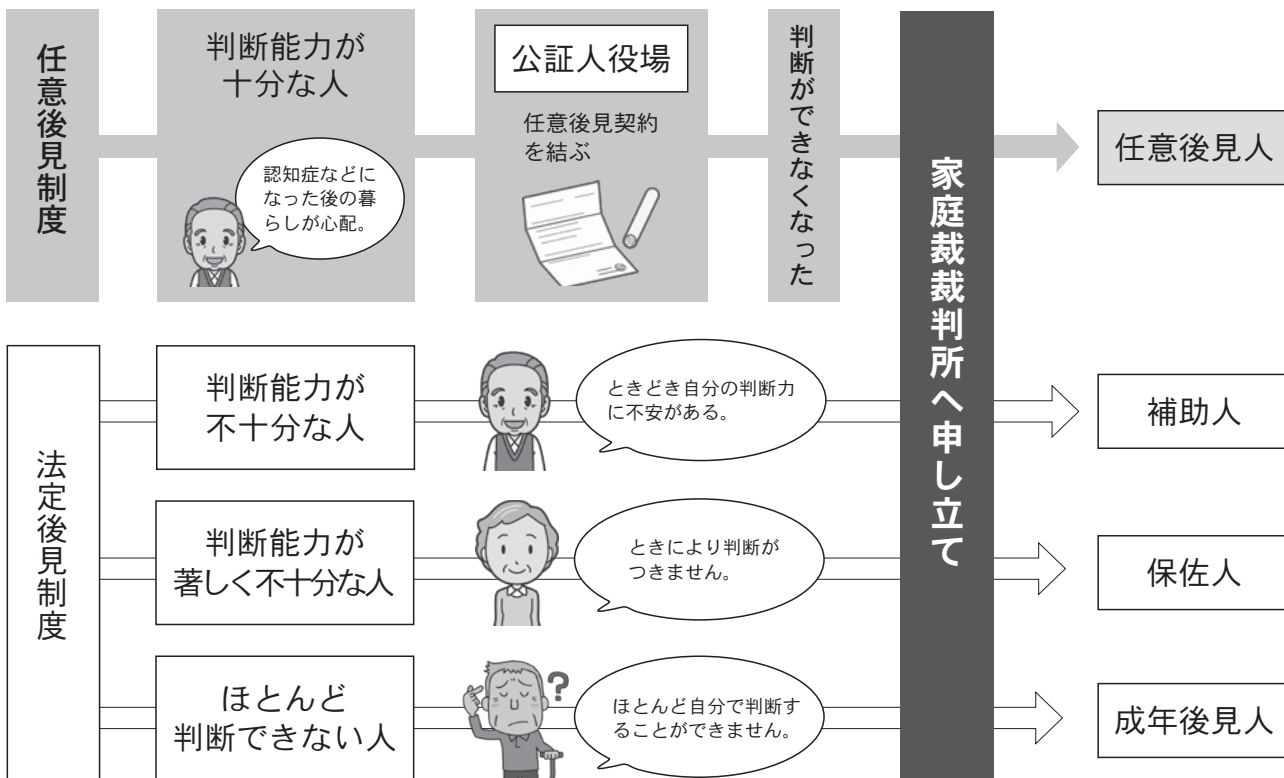 任意後見制度
判断能力が
十分な人
認知症などに
なった後の暮
らしが心配。
公証人役場
任意後見契約
を結ぶ
判断ができなくなった
家庭裁裁判所へ申し立て
任意後見人
法定後見制度
判断能力が
不十分な人
ときどき自分の判断力
に不安がある。
補助人
判断能力が
著しく不十分な人
ときにより判断が
つきません。
保佐人
ほとんど
判断できない人
?
ほとんど自分で判断す
ることができません。
成年後見人